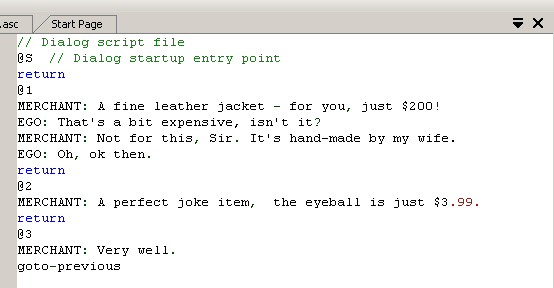 .asc Start Page
// Dialog script file
@S  // Dialog startup entry point
return
@1
MERCHANT: A fine leather jacket - for you, just $200!
EGO: That's a bit expensive, isn't it?
MERCHANT: Not for this, Sir. It's hand-made by my wife.
EGO: Oh, ok then.
return
@2
MERCHANT: A perfect joke item,  the eyeball is just $3.99.
return
@3
MERCHANT: Very well.
goto-previous